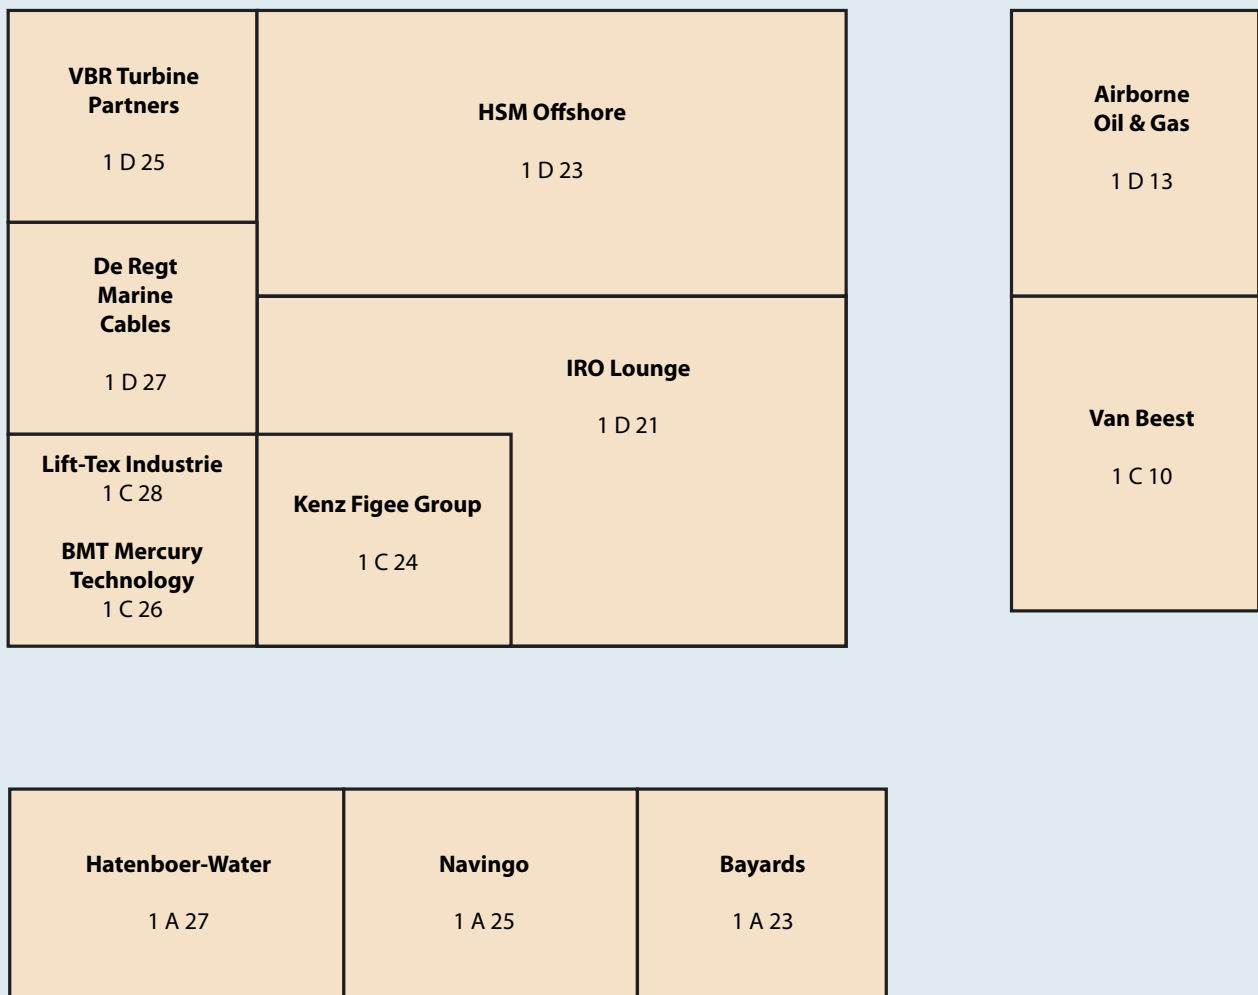 VBR Turbine
Partners
1 D 25
HSM Offshore
1 D 23
Airborne
Oil & Gas
1 D 13
De Regt
Marine
Cables
1 D 27
IRO Lounge
1 D 21
Van Beest
1 C 10
Lift-Tex Industrie
1 C 28
BMT Mercury
Technology
1 C 26
Kenz Figee Group
1 C 24
Hatenboer-Water
1 A 27
Navingo
1 A 25
Bayards
1 A 23